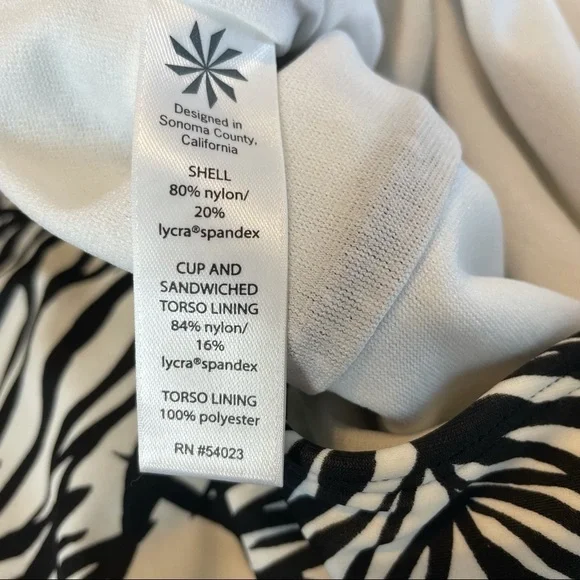 Designed in
Sonoma County,
California
SHELL
80% nylon/
20%
lycra®spandex
CUP AND
SANDWICHED
TORSO LINING
84% nylon/
16%
lycra®spandex
TORSO LINING
100% polyester
RN #54023